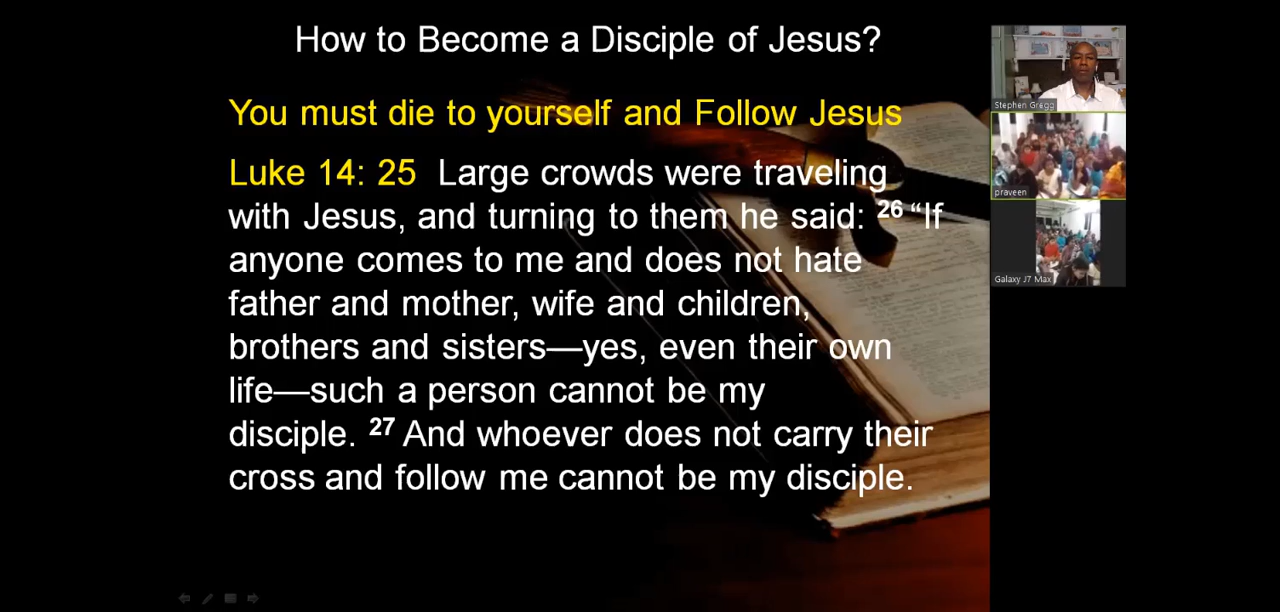 How to Become a Disciple of Jesus?
You must die to yourself and Follow Jesus
Luke 14: 25 Large crowds were traveling
with Jesus, and turning to them he said: 26 “If
anyone comes to me and does not hate
father and mother, wife and children,
brothers and sisters—yes, even their own
life—such a person cannot be my
disciple. 27 And whoever does not carry their
cross and follow me cannot be my disciple.
Stephen Gregg
praveen
Galaxy J7 Max